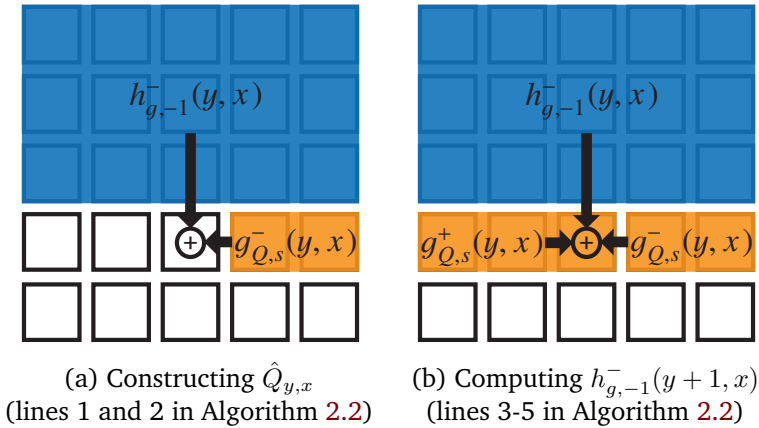 h⁻_{g,−1}(y, x) h⁻_{g,−1}(y, x)
+ g⁻_{Q,s}(y, x) g⁺_{Q,s}(y, x) + g⁻_{Q,s}(y, x)
(a) Constructing Q̂_{y,x}
(lines 1 and 2 in Algorithm 2.2)
(b) Computing h⁻_{g,−1}(y + 1, x)
(lines 3-5 in Algorithm 2.2)